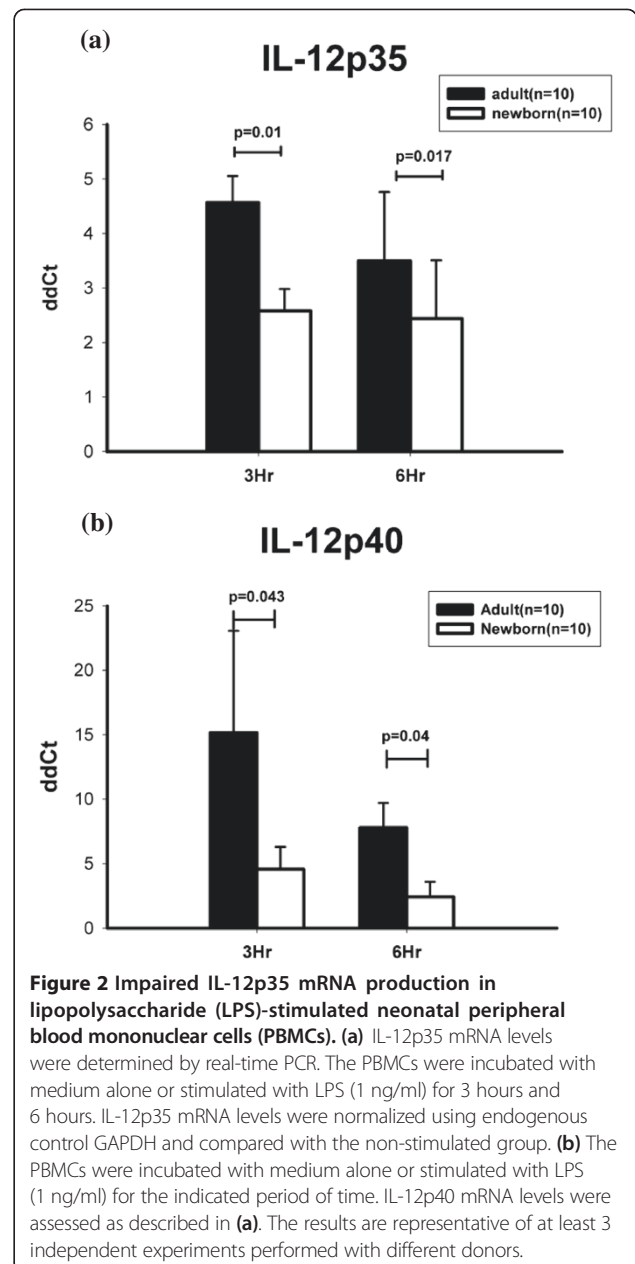 (a)
IL-12p35
adult(n=10)
newborn(n=10)
6
5
4
3
2
1
0
ddCt
p=0.01
p=0.017
3Hr
6Hr
(b)
IL-12p40
Adult(n=10)
Newborn(n=10)
25
20
15
10
5
0
ddCt
p=0.043
p=0.04
3Hr
6Hr
Figure 2 Impaired IL-12p35 mRNA production in
lipopolysaccharide (LPS)-stimulated neonatal peripheral
blood mononuclear cells (PBMCs). (a) IL-12p35 mRNA levels
were determined by real-time PCR. The PBMCs were incubated with
medium alone or stimulated with LPS (1 ng/ml) for 3 hours and
6 hours. IL-12p35 mRNA levels were normalized using endogenous
control GAPDH and compared with the non-stimulated group. (b) The
PBMCs were incubated with medium alone or stimulated with LPS
(1 ng/ml) for the indicated period of time. IL-12p40 mRNA levels were
assessed as described in (a). The results are representative of at least 3
independent experiments performed with different donors.